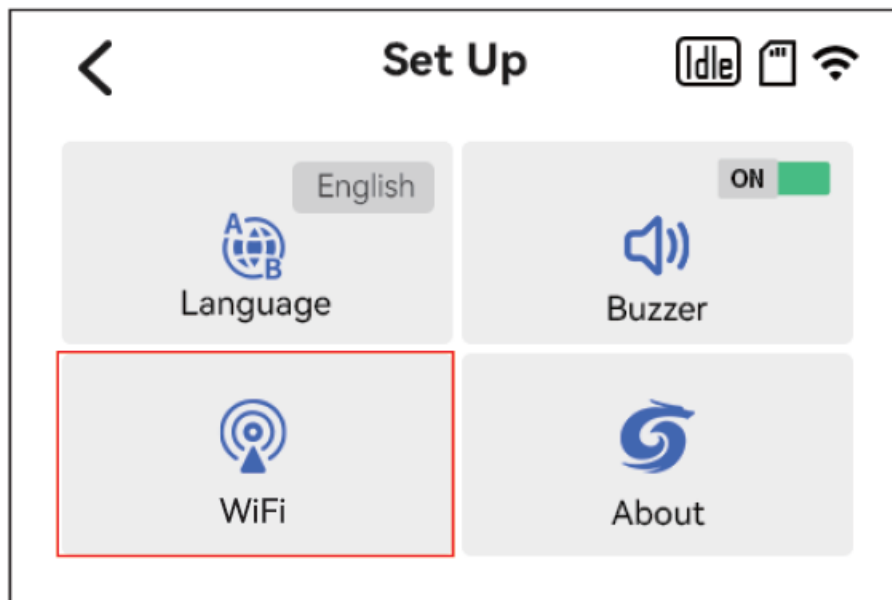 Set Up
Idle
English
Language
ON
Buzzer
WiFi
About